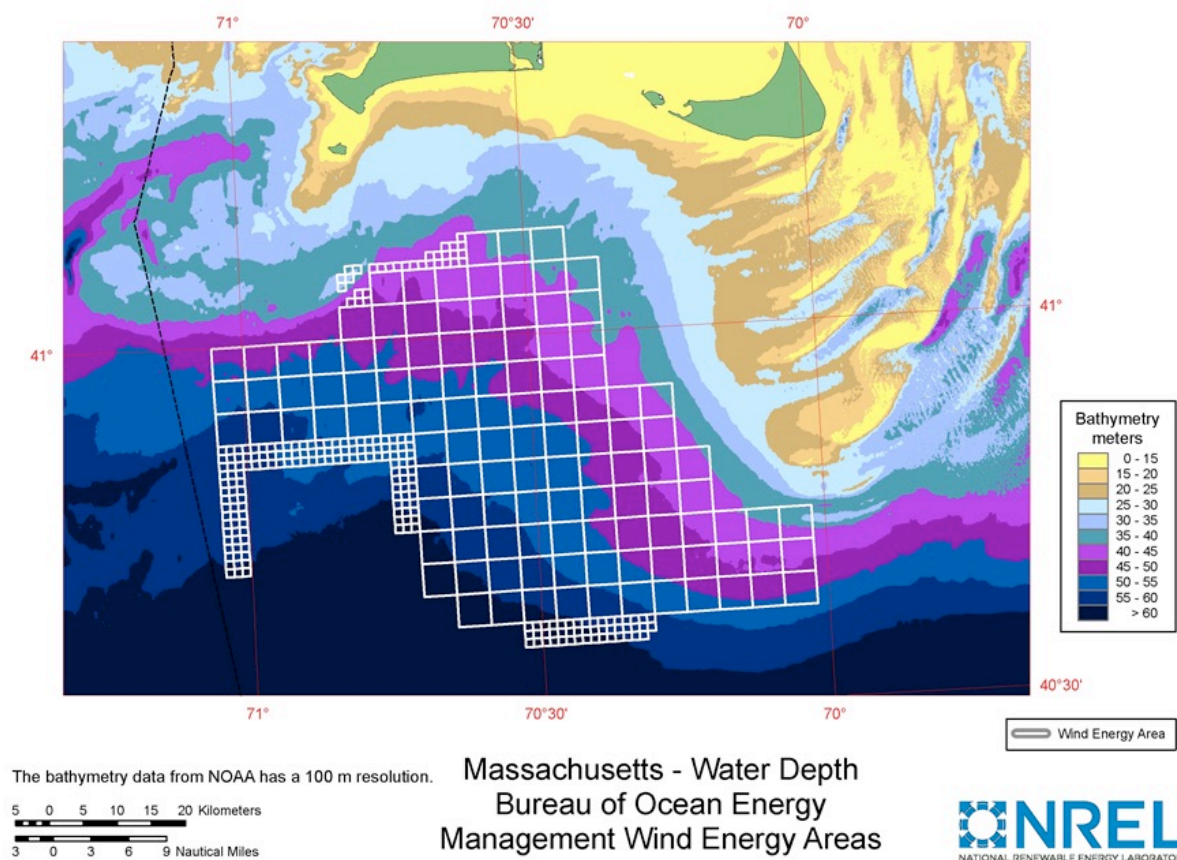 71° 70°30' 70°
41°
41°
Bathymetry
meters
0 - 15
15 - 20
20 - 25
25 - 30
30 - 35
35 - 40
40 - 45
45 - 50
50 - 55
55 - 60
> 60
40°30'
71° 70°30' 70°
Wind Energy Area
The bathymetry data from NOAA has a 100 m resolution.
5 0 5 10 15 20 Kilometers
3 0 3 6 9 Nautical Miles
Massachusetts - Water Depth
Bureau of Ocean Energy
Management Wind Energy Areas
NREL
NATIONAL RENEWABLE ENERGY LABORATO